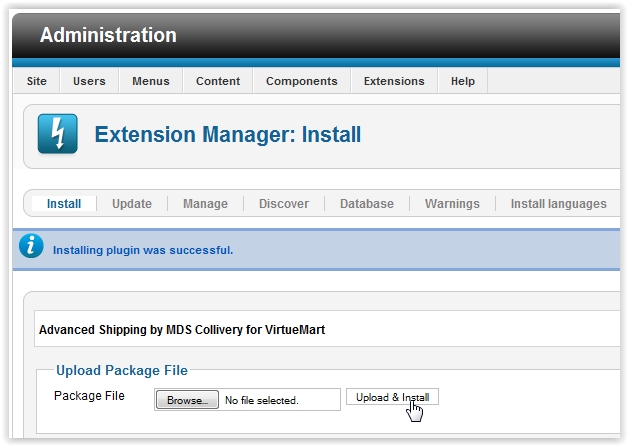 Administration
Site Users Menus Content Components Extensions Help
Extension Manager: Install
Install Update Manage Discover Database Warnings Install languages
Installing plugin was successful.
Advanced Shipping by MDS Collivery for VirtueMart
Upload Package File
Package File Browse... No file selected. Upload & Install